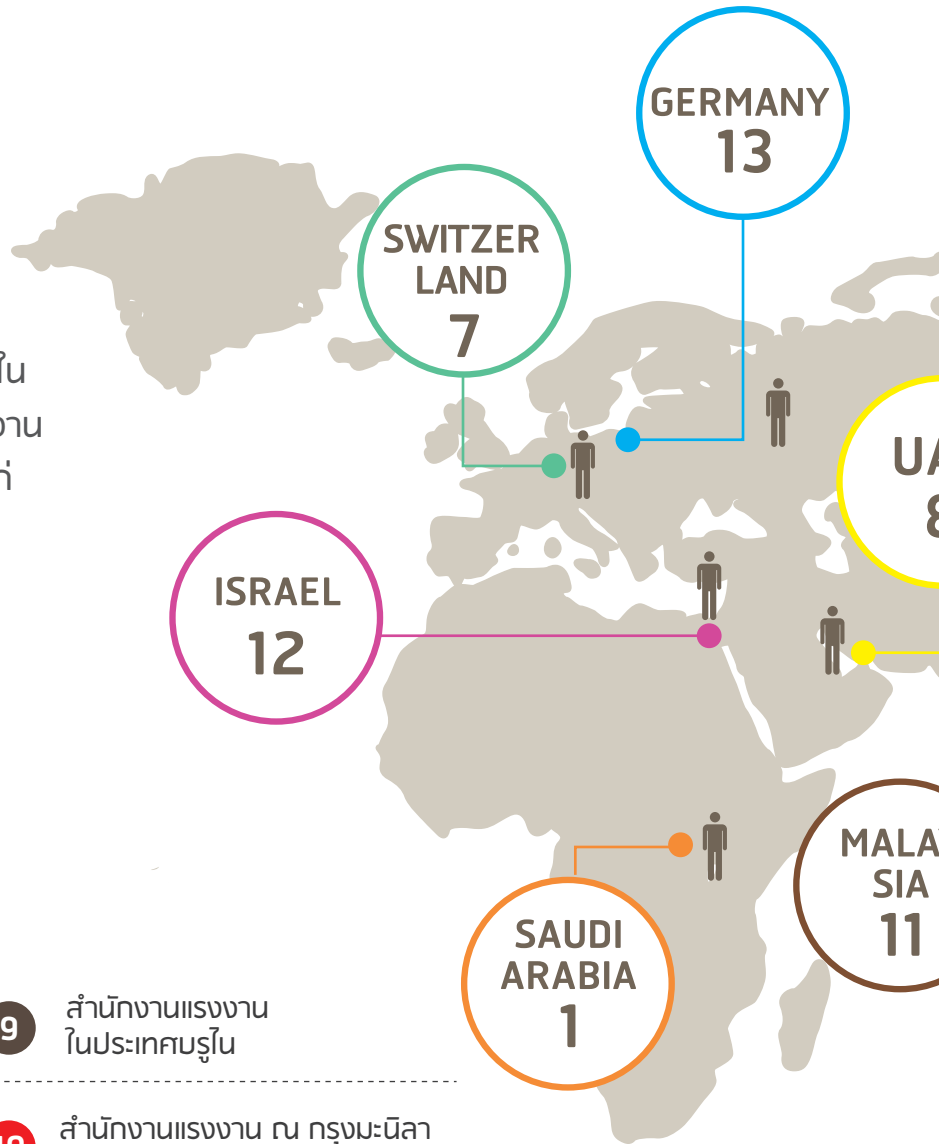 GERMANY
13
SWITZER
LAND
7
ISRAEL
12
SAUDI
ARABIA
1
SIA
11
9
สำนักงานแรงงาน
ในประเทศบรูไน
สำนักงานแรงงาน ณ กรุงมะนิลา